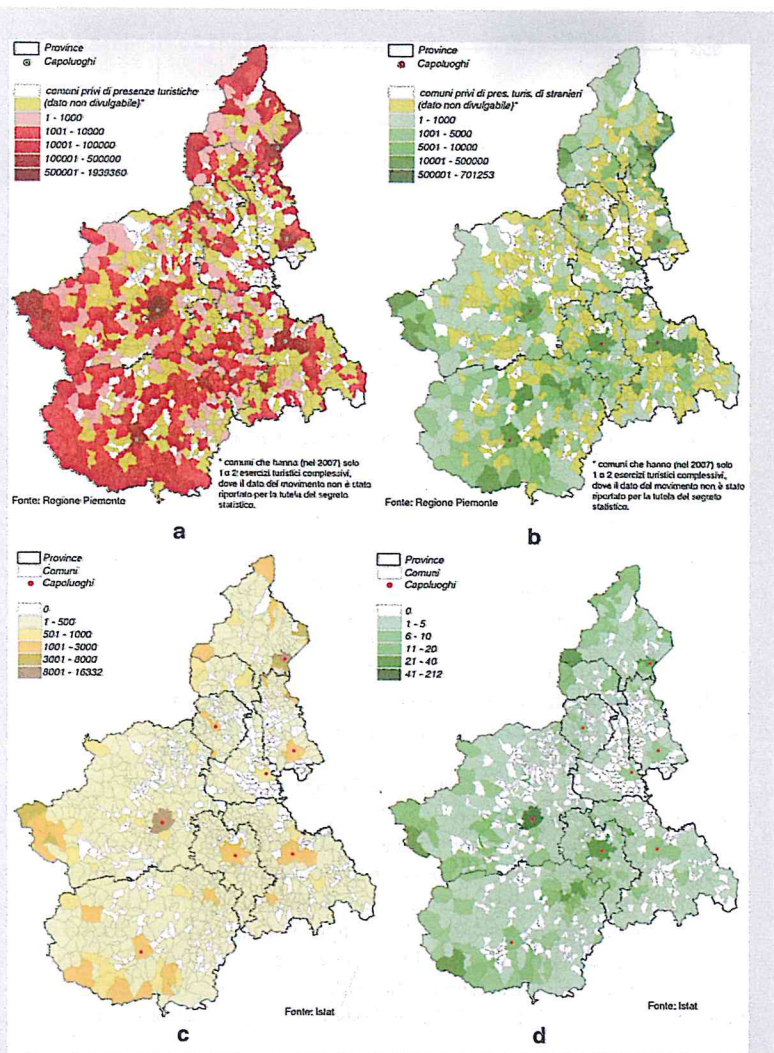 Province
Capoluoghi
comuni privi di presenze turistiche
(dato non divulgabile)*
1 - 1000
1001 - 10000
10001 - 100000
100001 - 500000
500001 - 1939360
* comuni che hanno (nel 2007) solo
1 o 2 esercizi turistici complessivi,
dove il dato del movimento non è stato
riportato per la tutela del segreto
statistico.
Fonte: Regione Piemonte
a
Province
Capoluoghi
comuni privi di pres. turis. di stranieri
(dato non divulgabile)*
1 - 1000
1001 - 5000
5001 - 10000
10001 - 500000
500001 - 701253
* comuni che hanno (nel 2007) solo
1 o 2 esercizi turistici complessivi,
dove il dato del movimento non è stato
riportato per la tutela del segreto
statistico.
Fonte: Regione Piemonte
b
Province
Comuni
Capoluoghi
0
1 - 500
501 - 1000
1001 - 3000
3001 - 8000
8001 - 16332
Fonte: Istat
c
Province
Comuni
Capoluoghi
0
1 - 5
6 - 10
11 - 20
21 - 40
41 - 212
Fonte: Istat
d